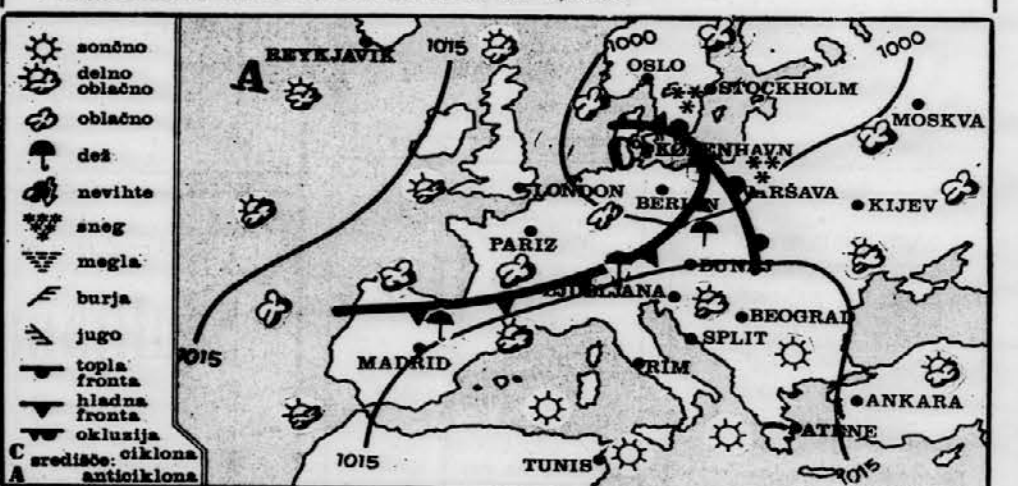 sončno
delno
oblačno
oblačno
dež
nevihte
sneg
megla
burja
jugo
topla
fronta
hladna
fronta
okluzija
C središče: ciklona
A anticiklona
REYKJAVIK
1015
1000
1000
A
OSLO
STOCKHOLM
MOSKVA
KØBENHAVN
LONDON
BERLIN
ARŠAVA
KIJEV
PARIZ
DUNAJ
LJUBLJANA
BEOGRAD
1015
MADRID
SPLIT
RIM
ANKARA
ATENE
1015
TUNIS
1015